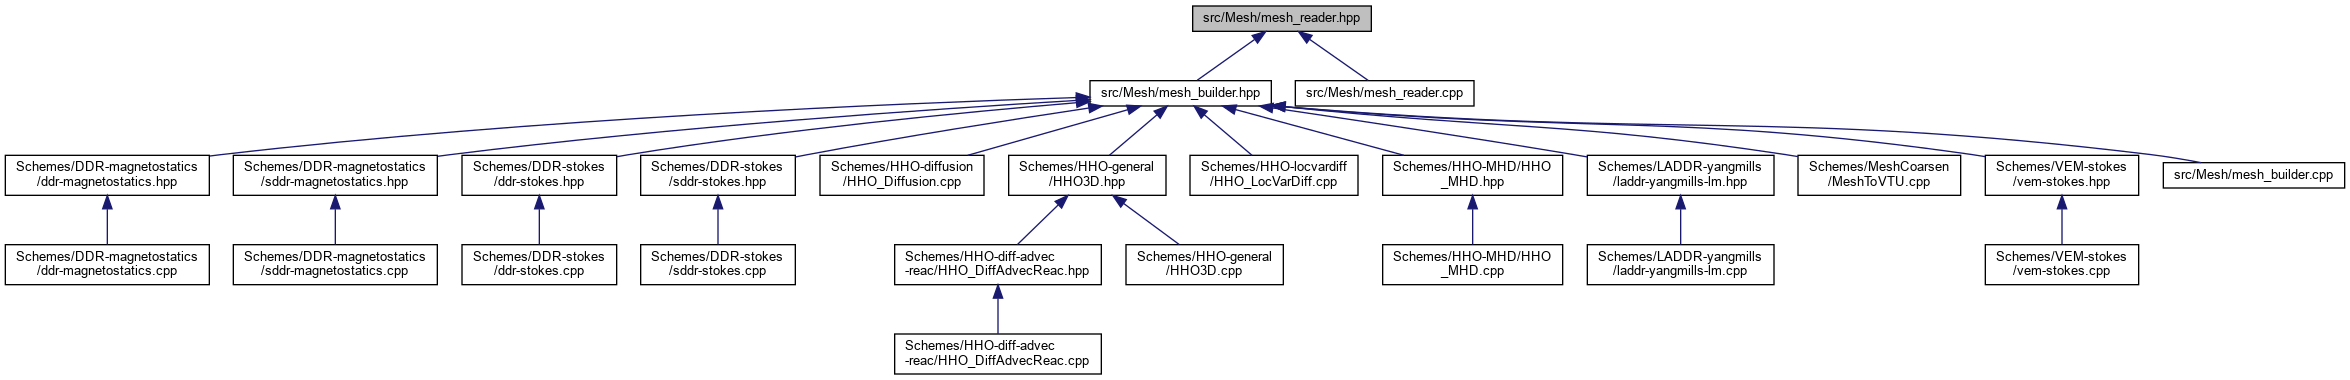 src/Mesh/mesh_reader.hpp
src/Mesh/mesh_builder.hpp
src/Mesh/mesh_reader.cpp
Schemes/DDR-magnetostatics
/ddr-magnetostatics.hpp
Schemes/DDR-magnetostatics
/sddr-magnetostatics.hpp
Schemes/DDR-stokes
/ddr-stokes.hpp
Schemes/DDR-stokes
/sddr-stokes.hpp
Schemes/HHO-diffusion
/HHO_Diffusion.cpp
Schemes/HHO-general
/HHO3D.hpp
Schemes/HHO-locvardiff
/HHO_LocVarDiff.cpp
Schemes/HHO-MHD/HHO
_MHD.hpp
Schemes/LADDR-yangmills
/laddr-yangmills-lm.hpp
Schemes/MeshCoarsen
/MeshToVTU.cpp
Schemes/VEM-stokes
/vem-stokes.hpp
src/Mesh/mesh_builder.cpp
Schemes/DDR-magnetostatics
/ddr-magnetostatics.cpp
Schemes/DDR-magnetostatics
/sddr-magnetostatics.cpp
Schemes/DDR-stokes
/ddr-stokes.cpp
Schemes/DDR-stokes
/sddr-stokes.cpp
Schemes/HHO-diff-advec
-reac/HHO_DiffAdvecReac.hpp
Schemes/HHO-general
/HHO3D.cpp
Schemes/HHO-MHD/HHO
_MHD.cpp
Schemes/LADDR-yangmills
/laddr-yangmills-lm.cpp
Schemes/VEM-stokes
/vem-stokes.cpp
Schemes/HHO-diff-advec
-reac/HHO_DiffAdvecReac.cpp